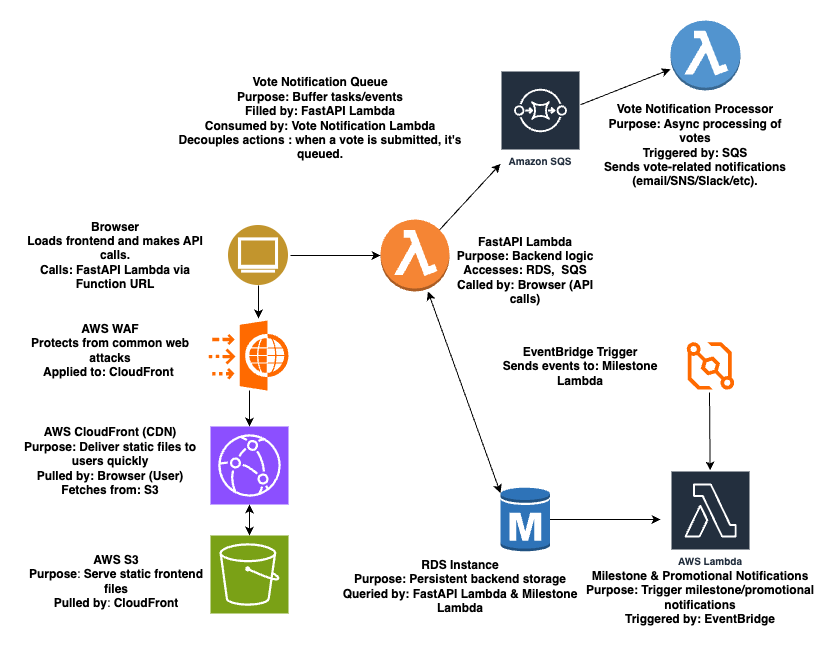 Vote Notification Queue
Purpose: Buffer tasks/events
Filled by: FastAPI Lambda
Consumed by: Vote Notification Lambda
Decouples actions : when a vote is submitted, it's
queued.
Amazon SQS
Vote Notification Processor
Purpose: Async processing of
votes
Triggered by: SQS
Sends vote-related notifications
(email/SNS/Slack/etc).
Browser
Loads frontend and makes API
calls.
Calls: FastAPI Lambda via
Function URL
FastAPI Lambda
Purpose: Backend logic
Accesses: RDS, SQS
Called by: Browser (API
calls)
AWS WAF
Protects from common web
attacks
Applied to: CloudFront
EventBridge Trigger
Sends events to: Milestone
Lambda
AWS CloudFront (CDN)
Purpose: Deliver static files to
users quickly
Pulled by: Browser (User)
Fetches from: S3
M
AWS S3
Purpose: Serve static frontend
files
Pulled by: CloudFront
RDS Instance
Purpose: Persistent backend storage
Queried by: FastAPI Lambda & Milestone
Lambda
AWS Lambda
Milestone & Promotional Notifications
Purpose: Trigger milestone/promotional
notifications
Triggered by: EventBridge